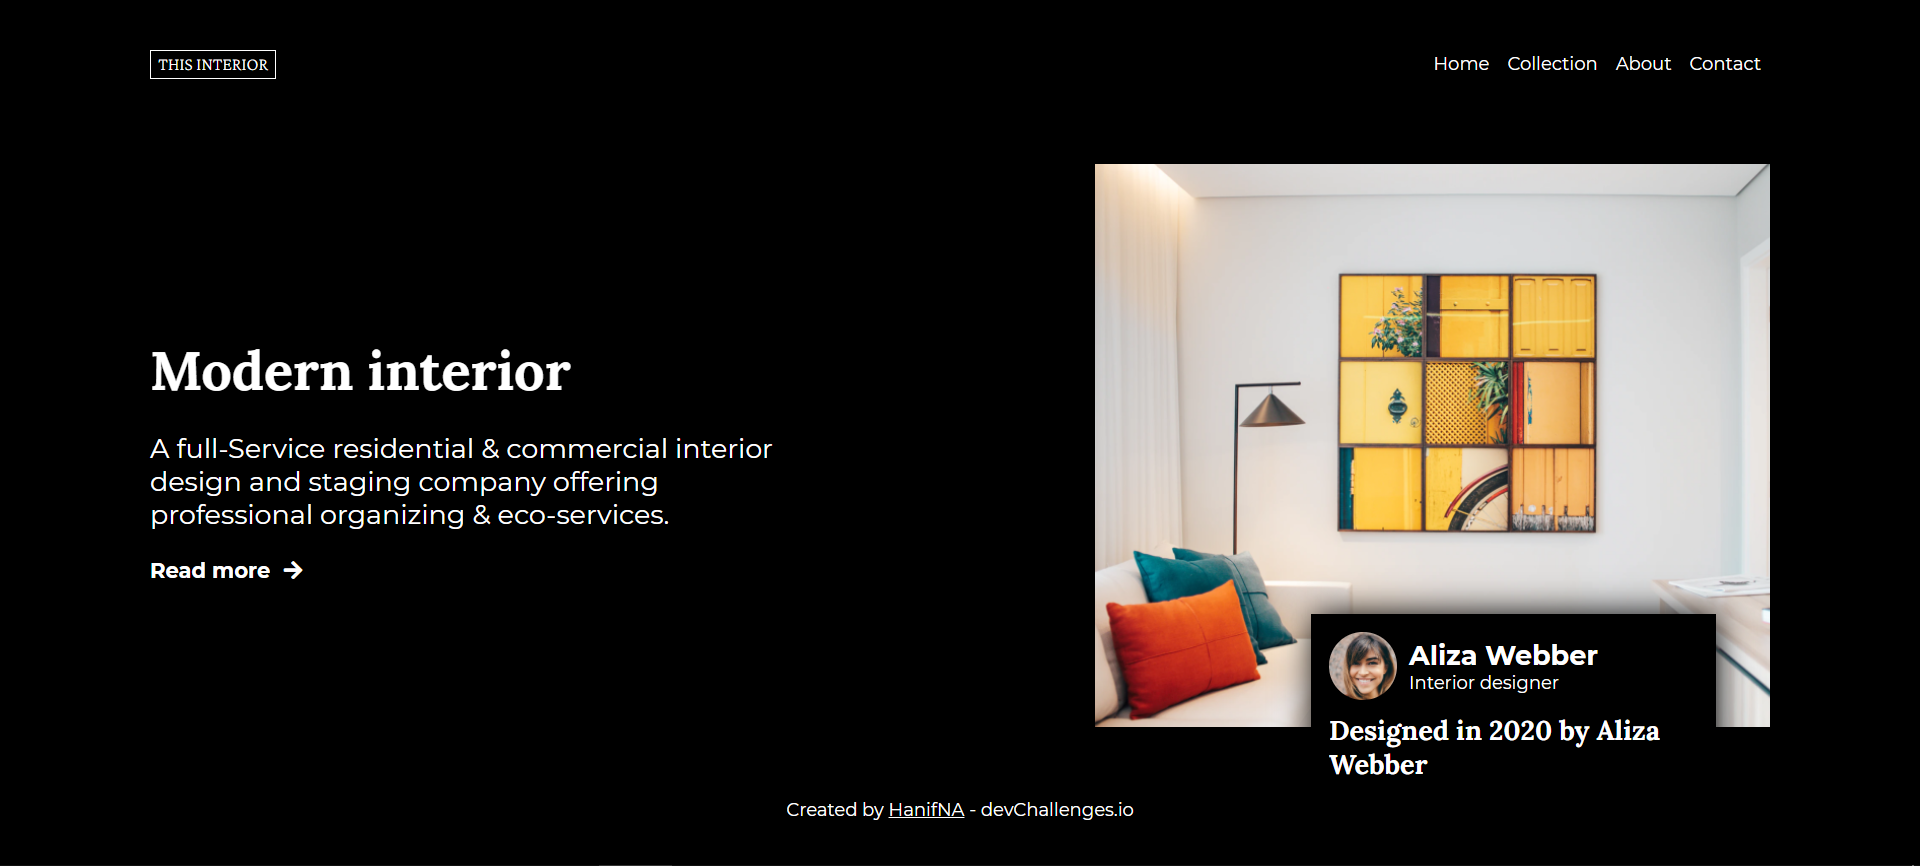 THIS INTERIOR
Home Collection About Contact
Modern interior
A full-Service residential & commercial interior
design and staging company offering
professional organizing & eco-services.
Read more
Aliza Webber
Interior designer
Designed in 2020 by Aliza
Webber
Created by HanifNA - devChallenges.io